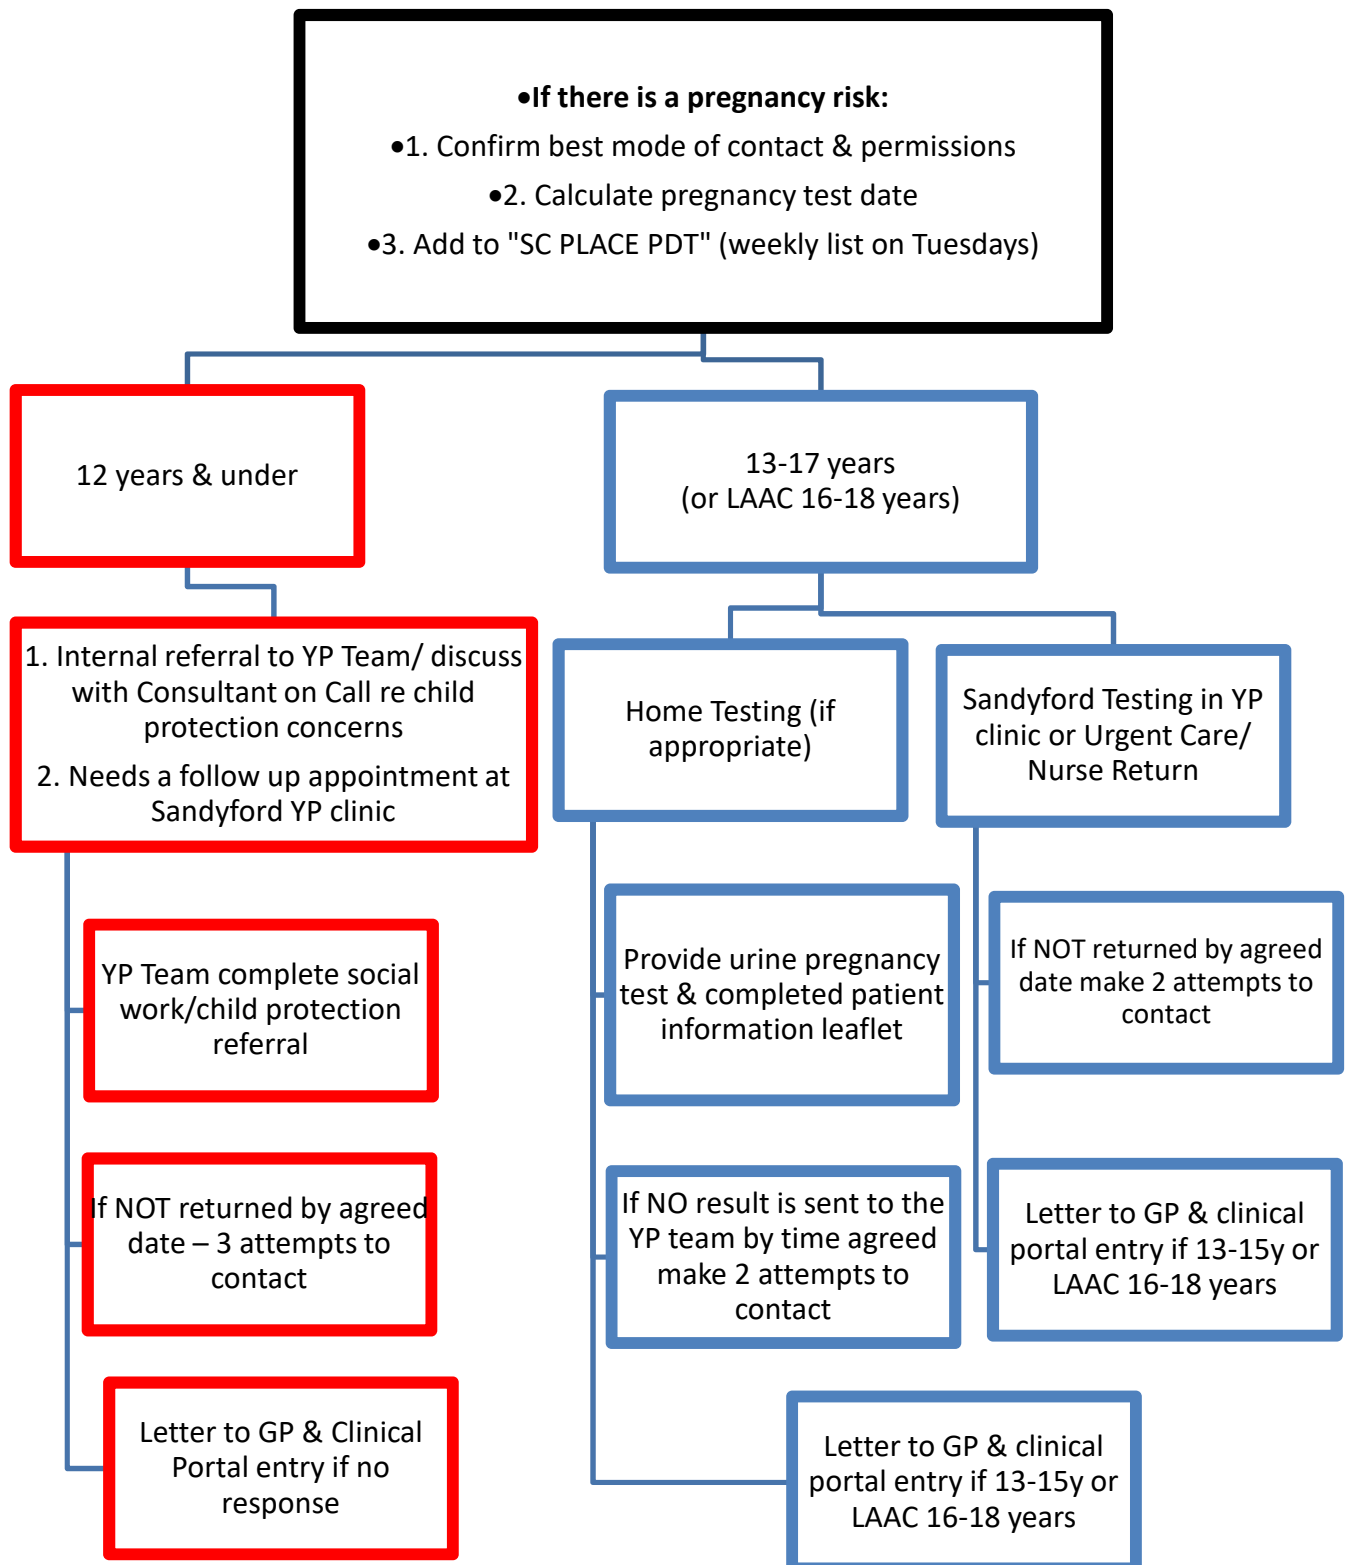 •If there is a pregnancy risk:
•1. Confirm best mode of contact & permissions
•2. Calculate pregnancy test date
•3. Add to "SC PLACE PDT" (weekly list on Tuesdays)
12 years & under
13-17 years
(or LAAC 16-18 years)
1. Internal referral to YP Team/ discuss
with Consultant on Call re child
protection concerns
2. Needs a follow up appointment at
Sandyford YP clinic
Home Testing (if
appropriate)
Sandyford Testing in YP
clinic or Urgent Care/
Nurse Return
YP Team complete social
work/child protection
referral
Provide urine pregnancy
test & completed patient
information leaflet
If NOT returned by agreed
date make 2 attempts to
contact
If NOT returned by agreed
date – 3 attempts to
contact
If NO result is sent to the
YP team by time agreed
make 2 attempts to
contact
Letter to GP & clinical
portal entry if 13-15y or
LAAC 16-18 years
Letter to GP & Clinical
Portal entry if no
response
Letter to GP & clinical
portal entry if 13-15y or
LAAC 16-18 years